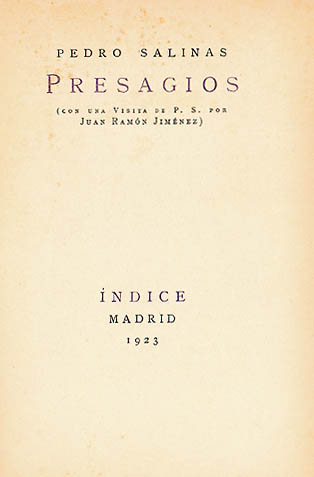 PEDRO SALINAS
PRESAGIOS
(CON UNA VISITA DE P. S. POR
JUAN RAMÓN JIMÉNEZ)
ÍNDICE
MADRID
1923